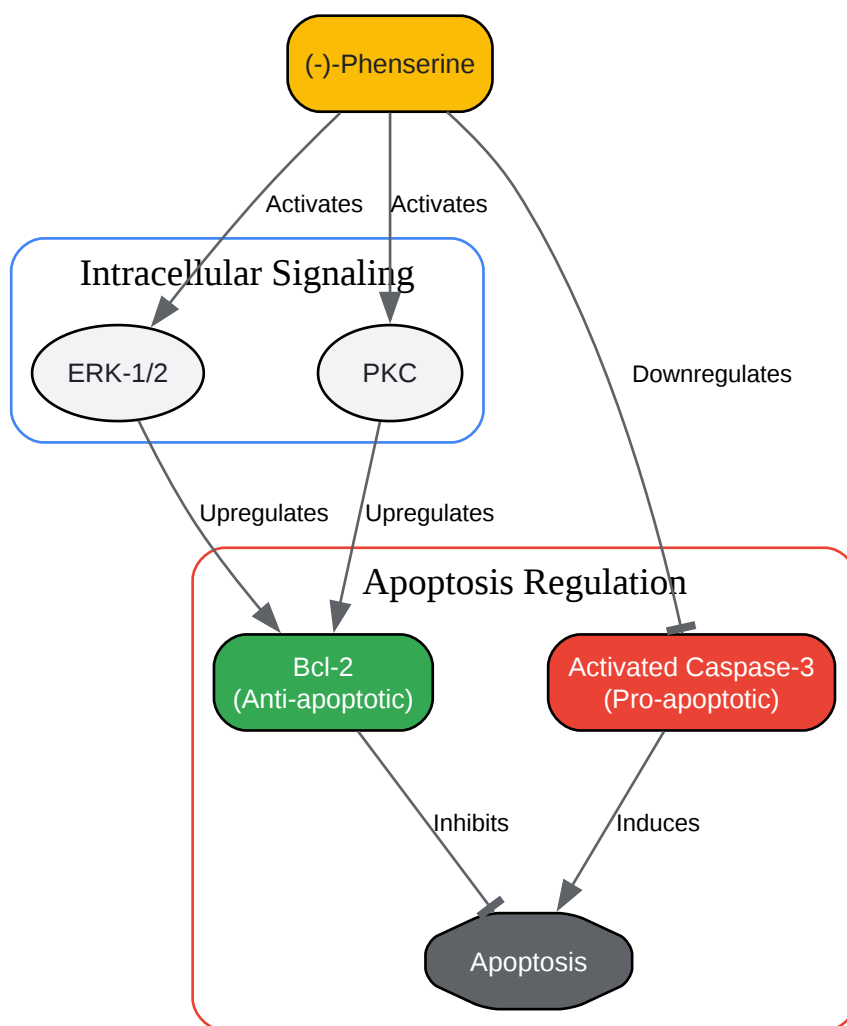 (-)-Phenserine
Activates
Activates
Intracellular Signaling
ERK-1/2
PKC
Downregulates
Upregulates
Upregulates
Apoptosis Regulation
Bcl-2
(Anti-apoptotic)
Activated Caspase-3
(Pro-apoptotic)
Inhibits
Induces
Apoptosis